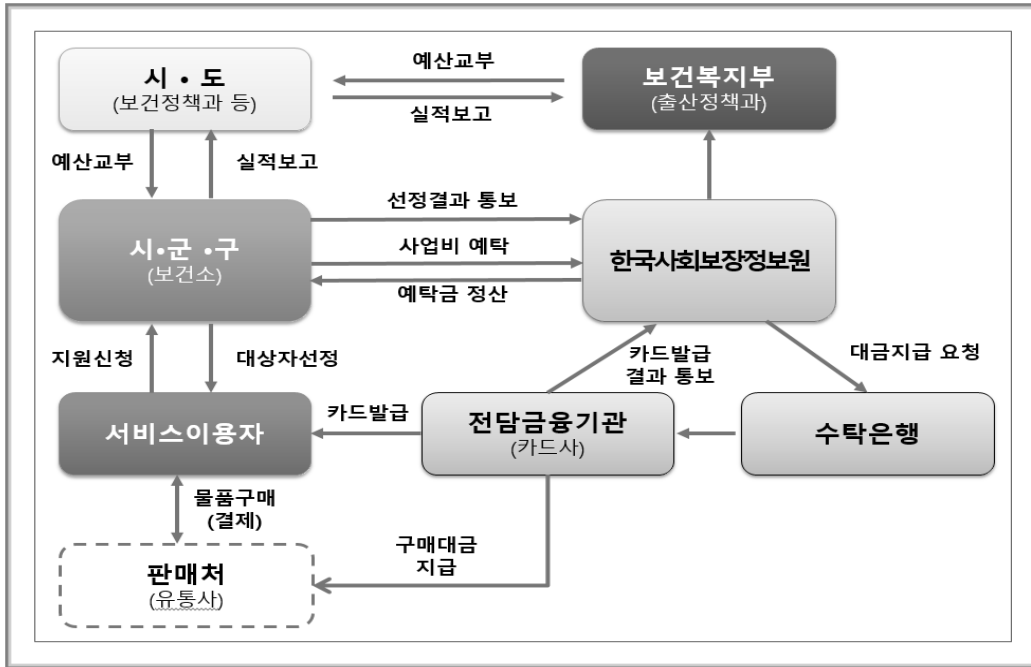 시 • 도
(보건정책과 등)
예산교부
실적보고
보건복지부
(출산정책과)
예산교부
실적보고
시•군 •구
(보건소)
선정결과 통보
사업비 예탁
예탁금 정산
한국사회보장정보원
지원신청
대상자선정
카드발급
결과 통보
대금지급 요청
서비스이용자
카드발급
전담금융기관
(카드사)
수탁은행
물품구매
(결제)
구매대금
지급
판매처
(유통사)